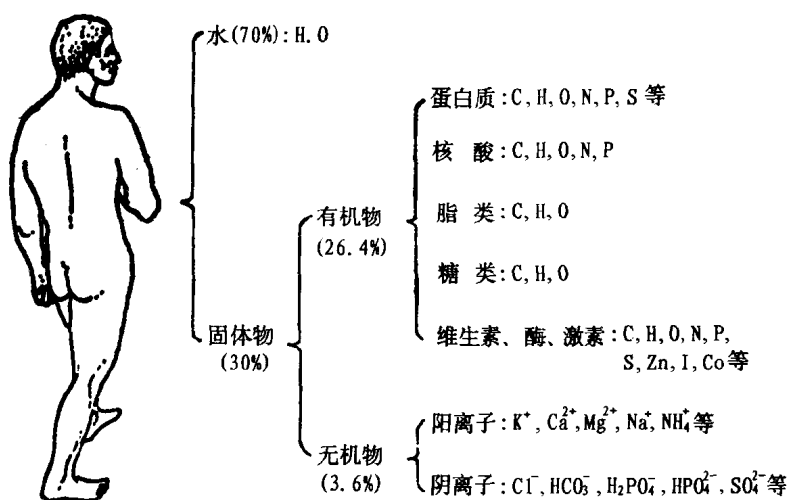 水(70%):H.O
蛋白质:C,H,O,N,P,S等
核 酸:C,H,O,N,P
有机物
(26.4%)
脂 类:C,H,O
糖 类:C,H,O
固体物
(30%)
维生素、酶、激素:C,H,O,N,P,
S,Zn,I,Co等
阳离子:K⁺,Ca²⁺,Mg²⁺,Na⁺,NH₄⁺等
无机物
(3.6%)
阴离子:Cl⁻,HCO₃⁻,H₂PO₄⁻,HPO₄²⁻,SO₄²⁻等